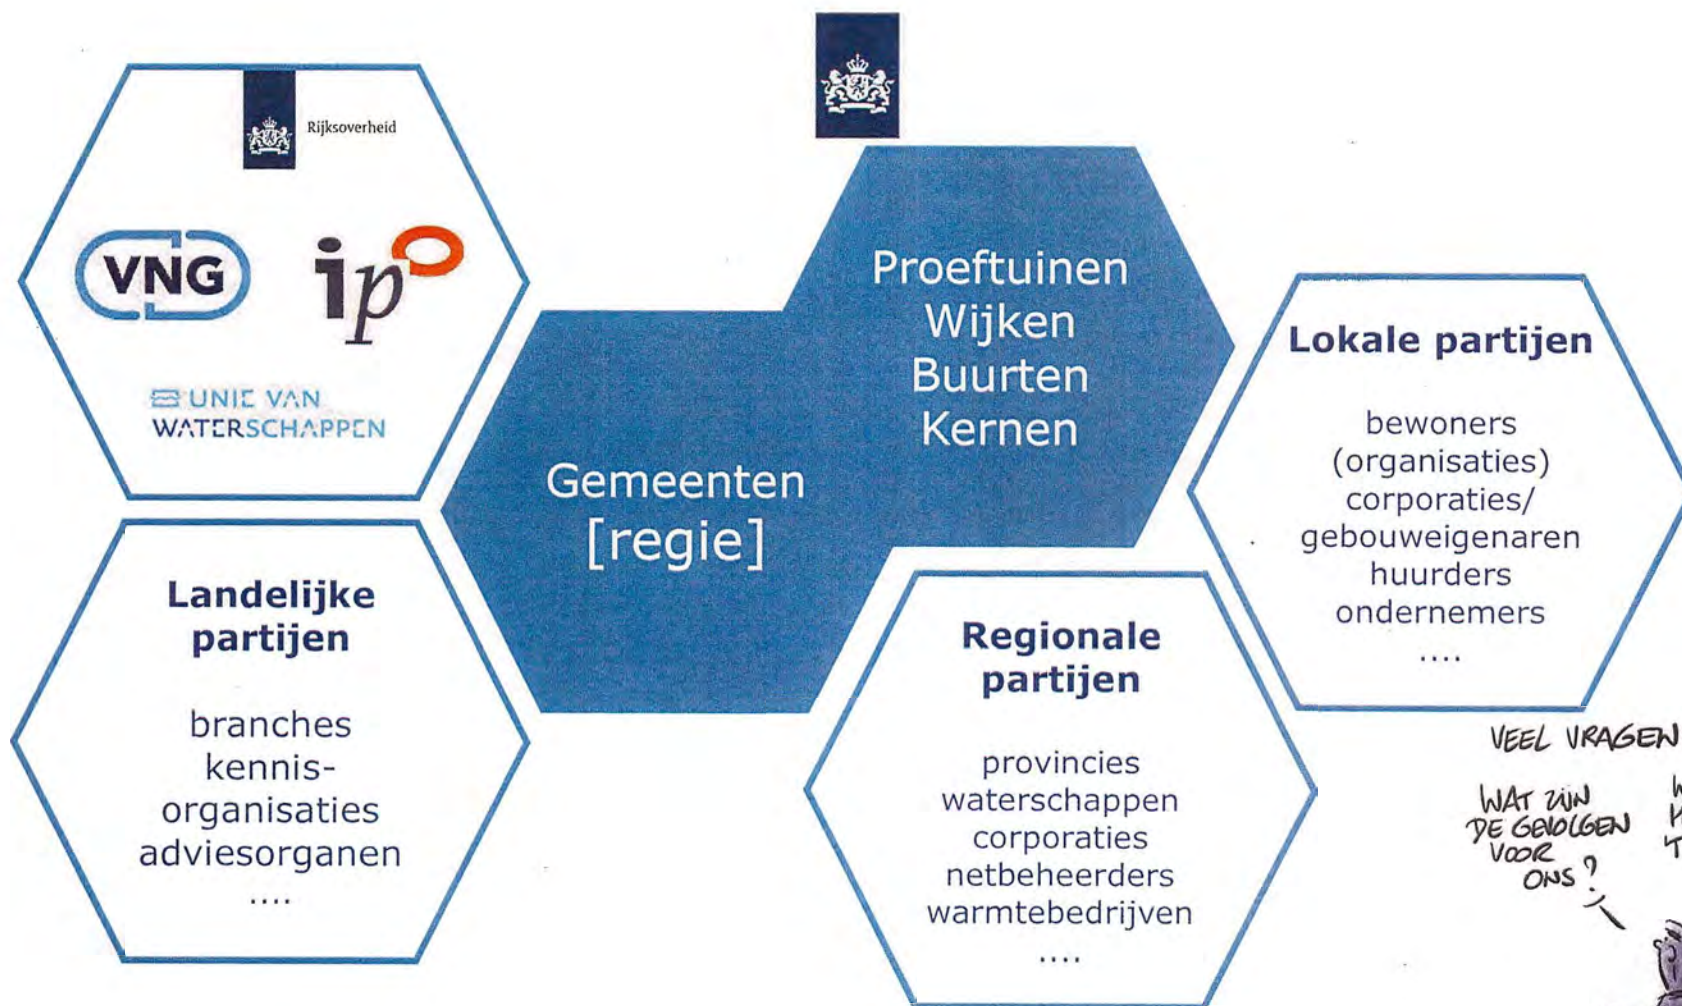 Rijksoverheid
VNG
ipo
UNIE VAN
WATERSCHAPPEN
Landelijke
partijen
branches
kennis-
organisaties
adviesorganen
....
Gemeenten
[regie]
Proeftuinen
Wijken
Buurten
Kernen
Regionale
partijen
provincies
waterschappen
corporaties
netbeheerders
warmtebedrijven
....
Lokale partijen
bewoners
(organisaties)
corporaties/
gebouweigenaren
huurders
ondernemers
....
VEEL VRAGEN
WAT ZIJN
DE GEVOLGEN
VOOR
ONS?